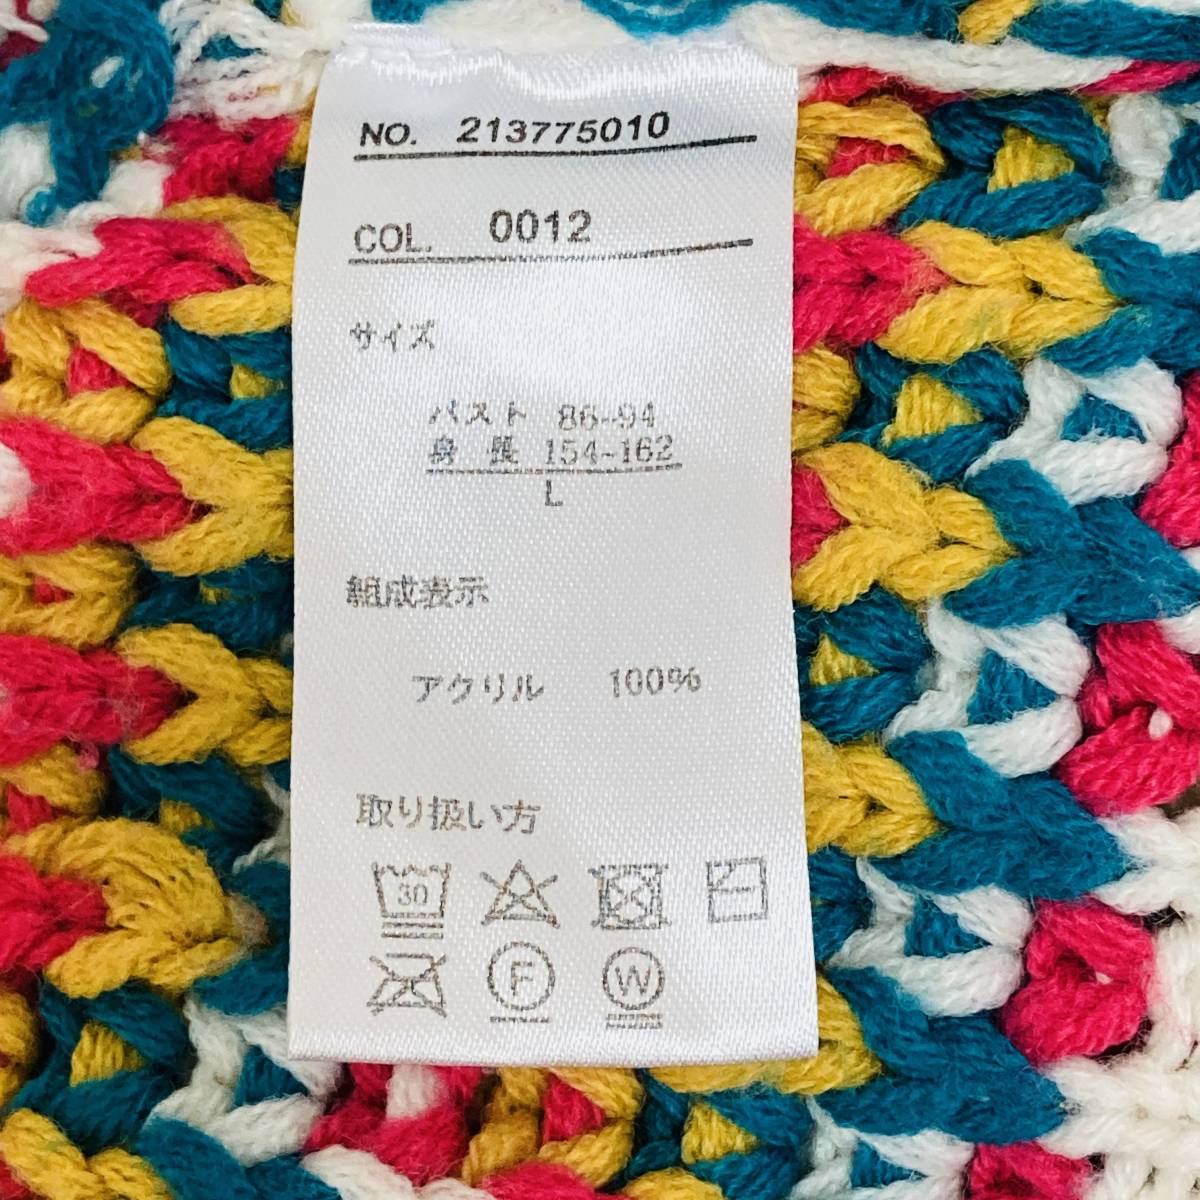 NO. 213775010
COL. 0012
サイズ
バスト 86-94
身長 154-162
L
組成表示
アクリル 100%
取り扱い方
30
F
W